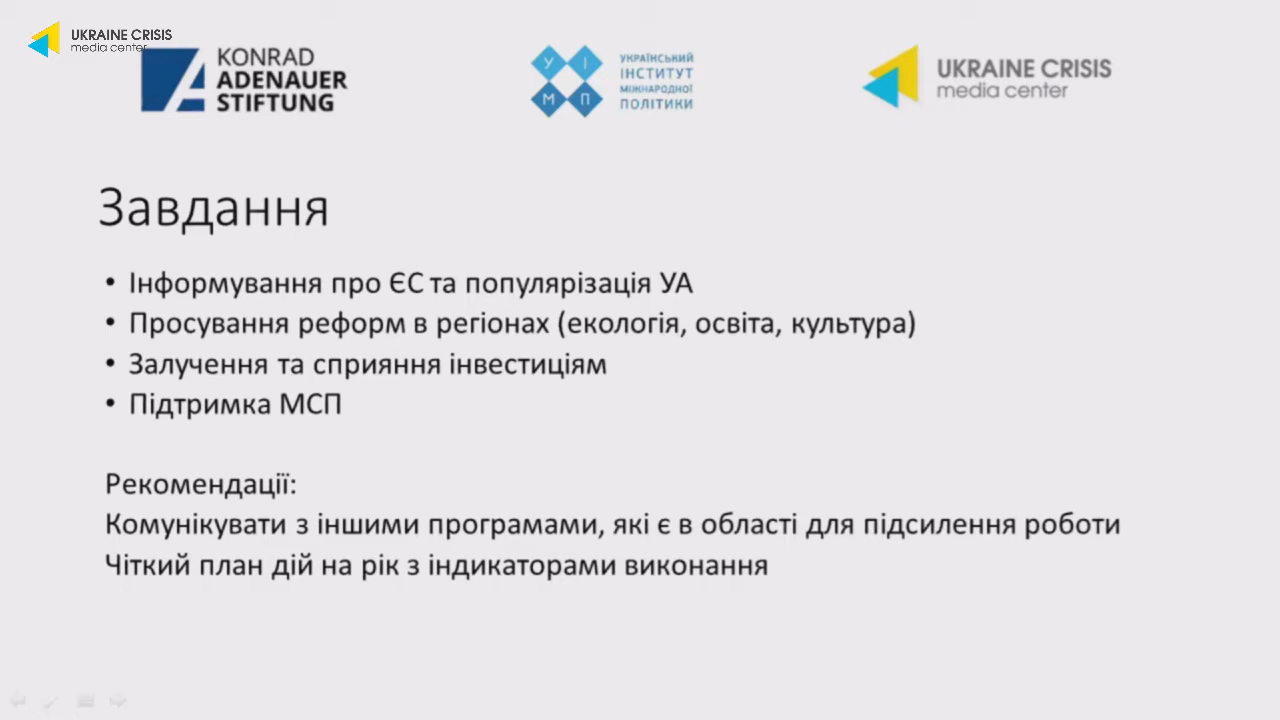 UKRAINE CRISIS
media center
KONRAD
ADENAUER
STIFTUNG
У І
М П
УКРАЇНСЬКИЙ
ІНСТИТУТ
МІЖНАРОДНОЇ
ПОЛІТИКИ
UKRAINE CRISIS
media center
Завдання
• Інформування про ЄС та популярізація УА
• Просування реформ в регіонах (екологія, освіта, культура)
• Залучення та сприяння інвестиціям
• Підтримка МСП
Рекомендації:
Комунікувати з іншими програмами, які є в області для підсилення роботи
Чіткий план дій на рік з індикаторами виконання